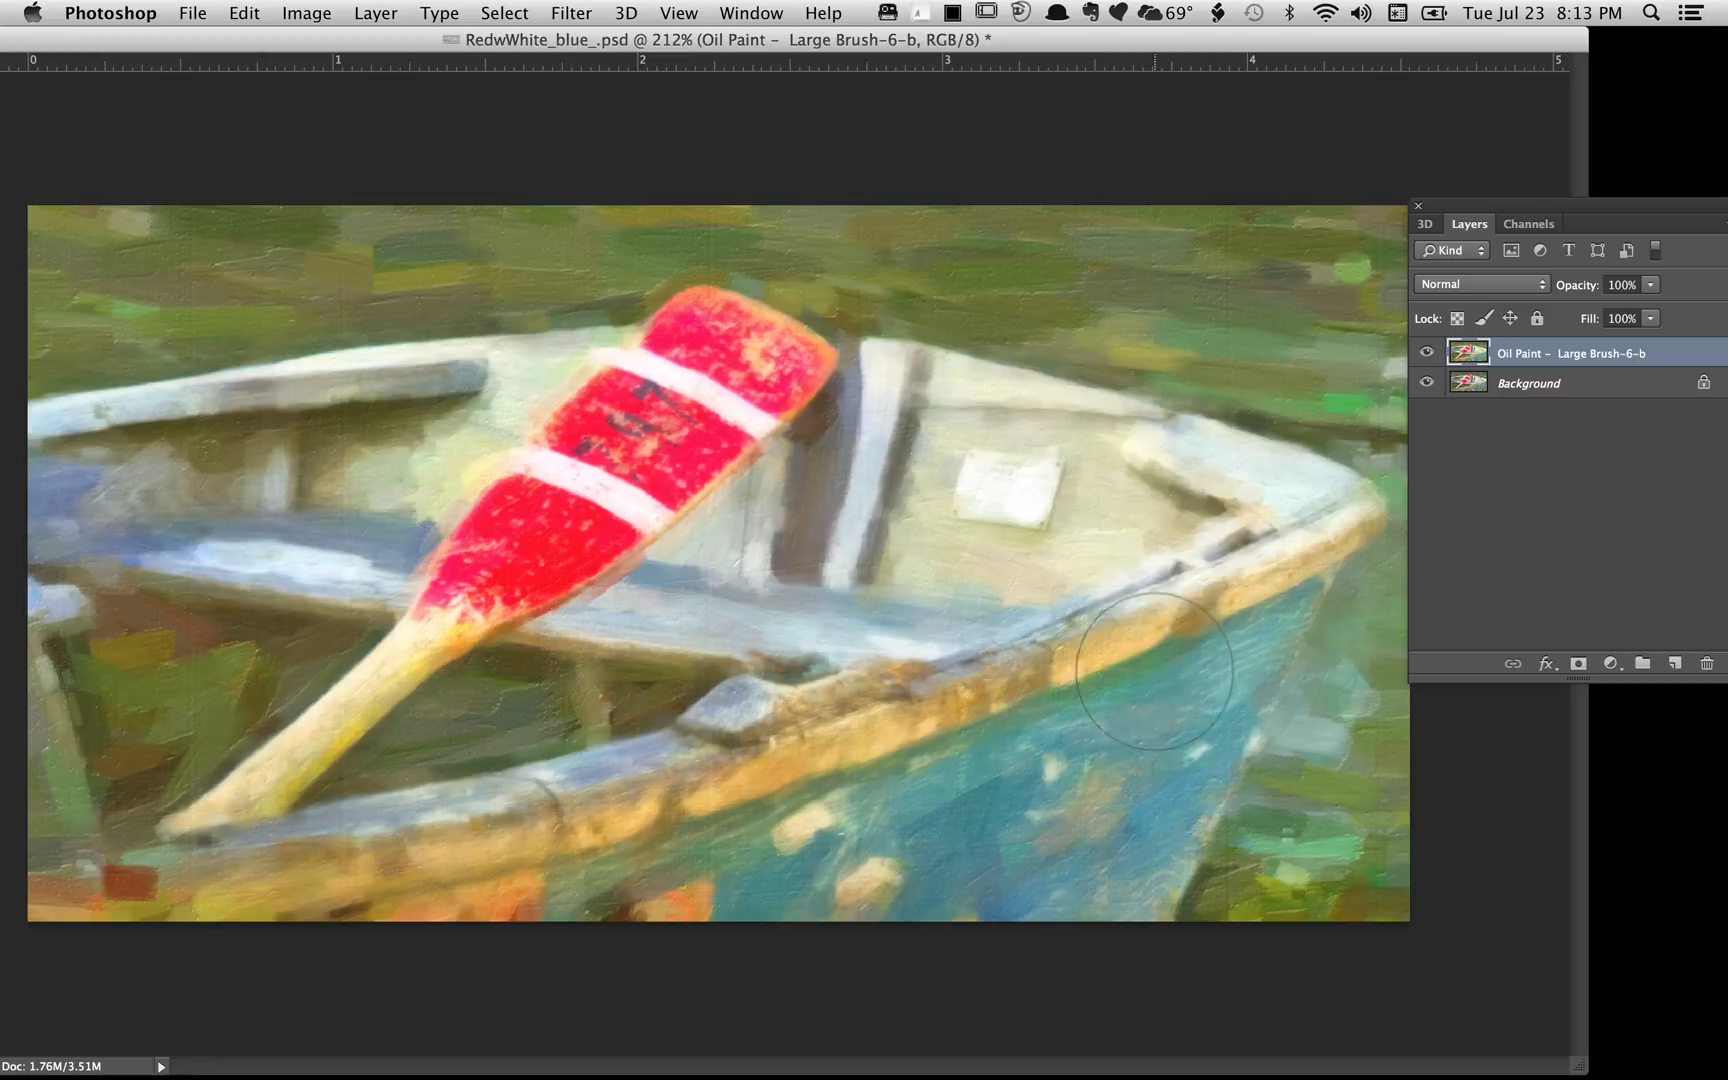 Photoshop File Edit Image Layer Type Select Filter 3D View Window Help 69° Tue Jul 23 8:13 PM
RedwWhite_blue_.psd @ 212% (Oil Paint - Large Brush-6-b, RGB/8) *
0 1 2 3 4 5
3D Layers Channels
Kind
Normal Opacity: 100%
Lock: Fill: 100%
Oil Paint - Large Brush-6-b
Background
97
Doc: 1.76M/3.51M